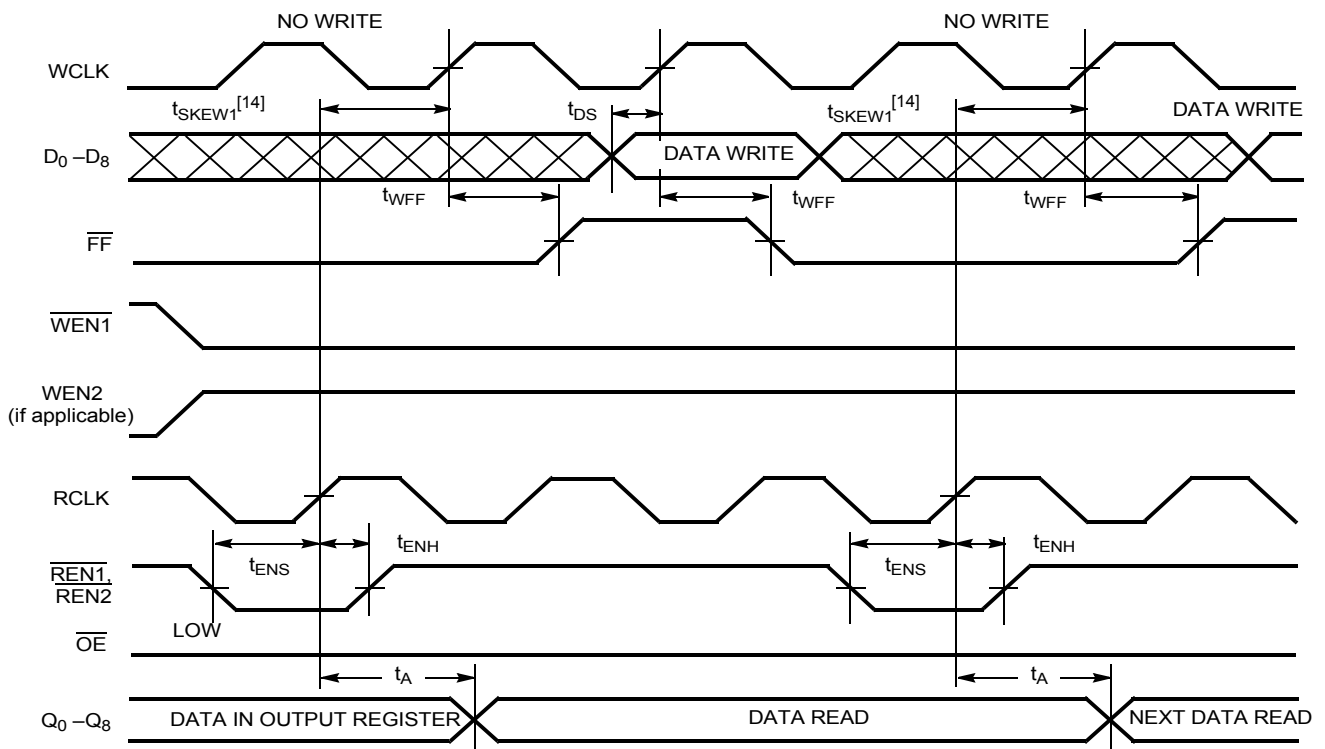 NO WRITE
NO WRITE
WCLK
tSKEW1[14]
tDS
tSKEW1[14]
DATA WRITE
D0 –D8
DATA WRITE
tWFF
tWFF
tWFF
FF
WEN1
WEN2
(if applicable)
RCLK
tENS
tENH
tENS
tENH
REN1,
REN2
LOW
OE
tA
tA
Q0 –Q8
DATA IN OUTPUT REGISTER
DATA READ
NEXT DATA READ